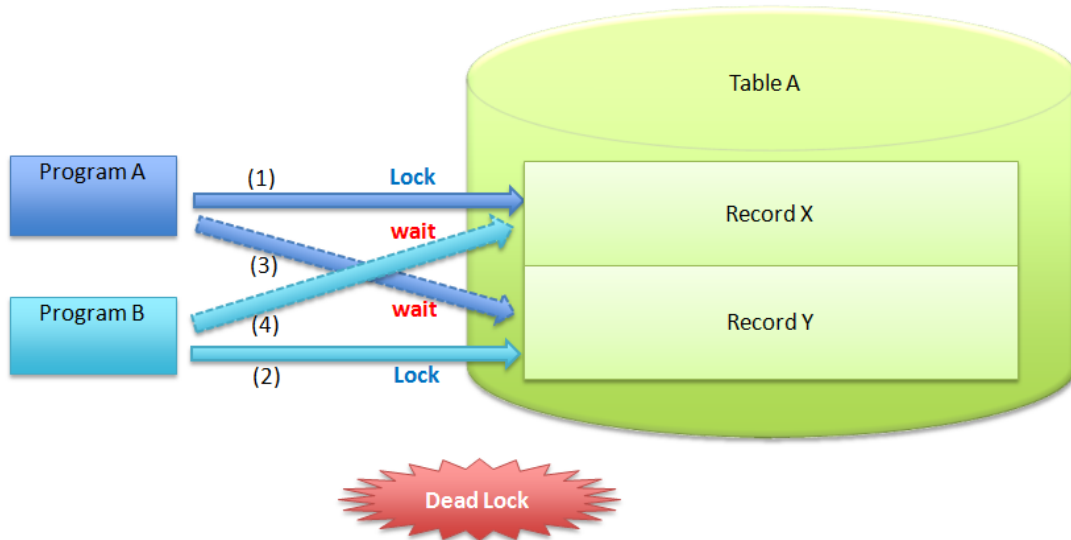 Table A
Program A
(1)
Lock
Record X
wait
(3)
Program B
wait
Record Y
(4)
(2)
Lock
Dead Lock